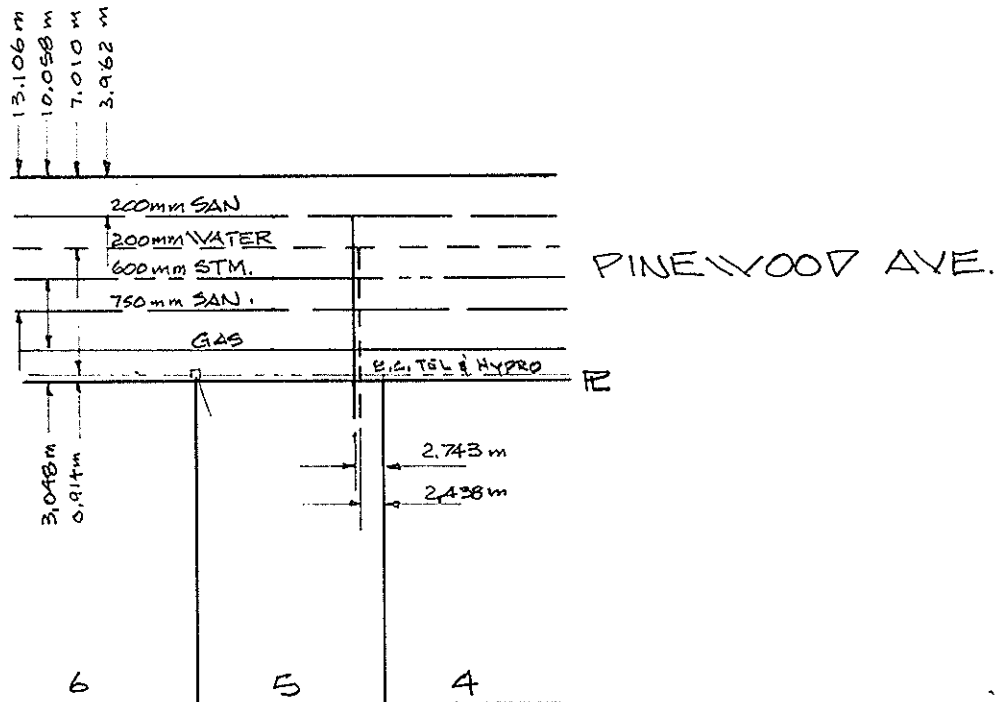 13.106 m
10.058 m
7.010 m
3.962 m
200mm SAN
200mm WATER
600mm STM.
750mm SAN.
GAS
B.C. TEL & HYDRO
PINEWOOD AVE.
PL
3.048 m
0.914 m
2.743 m
2.438 m
6 5 4